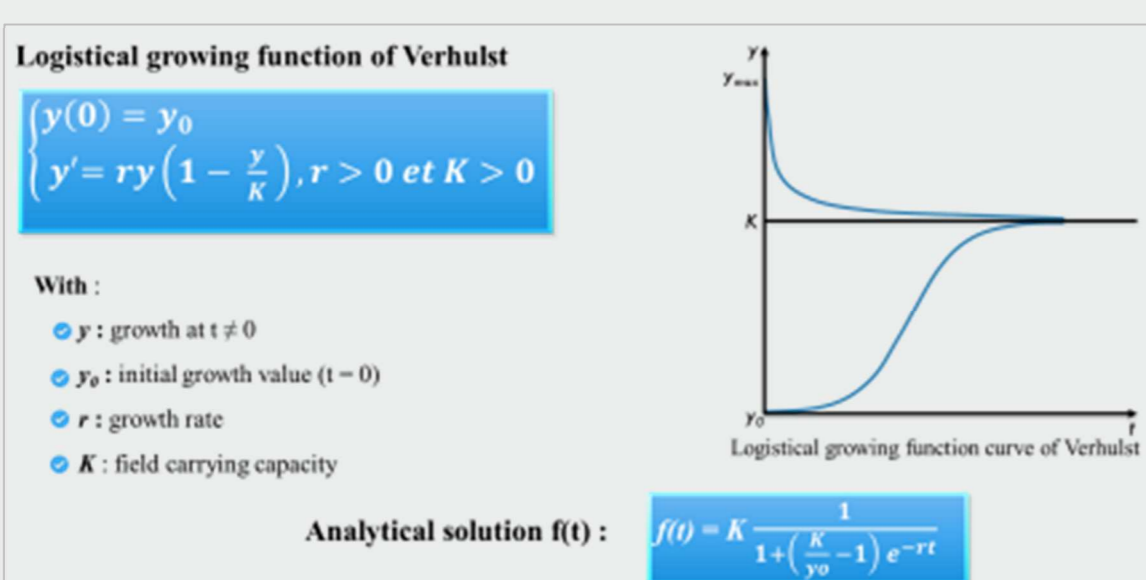 Logistical growing function of Verhulst
y(0) = y₀
y′= ry(1 − y/K), r > 0 et K > 0
With :
y : growth at t ≠ 0
y₀ : initial growth value (t − 0)
r : growth rate
K : field carrying capacity
Analytical solution f(t) :
f(t) = K 1/(1+(K/yo −1) e^−rt)
y
yₘₐₓ
K
y₀
t
Logistical growing function curve of Verhulst